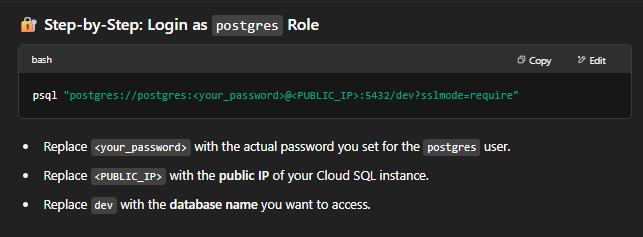 🔐 Step-by-Step: Login as postgres Role
bash
Copy
Edit
psql "postgres://postgres:<your_password>@<PUBLIC_IP>:5432/dev?sslmode=require"
• Replace <your_password> with the actual password you set for the postgres user.
• Replace <PUBLIC_IP> with the public IP of your Cloud SQL instance.
• Replace dev with the database name you want to access.